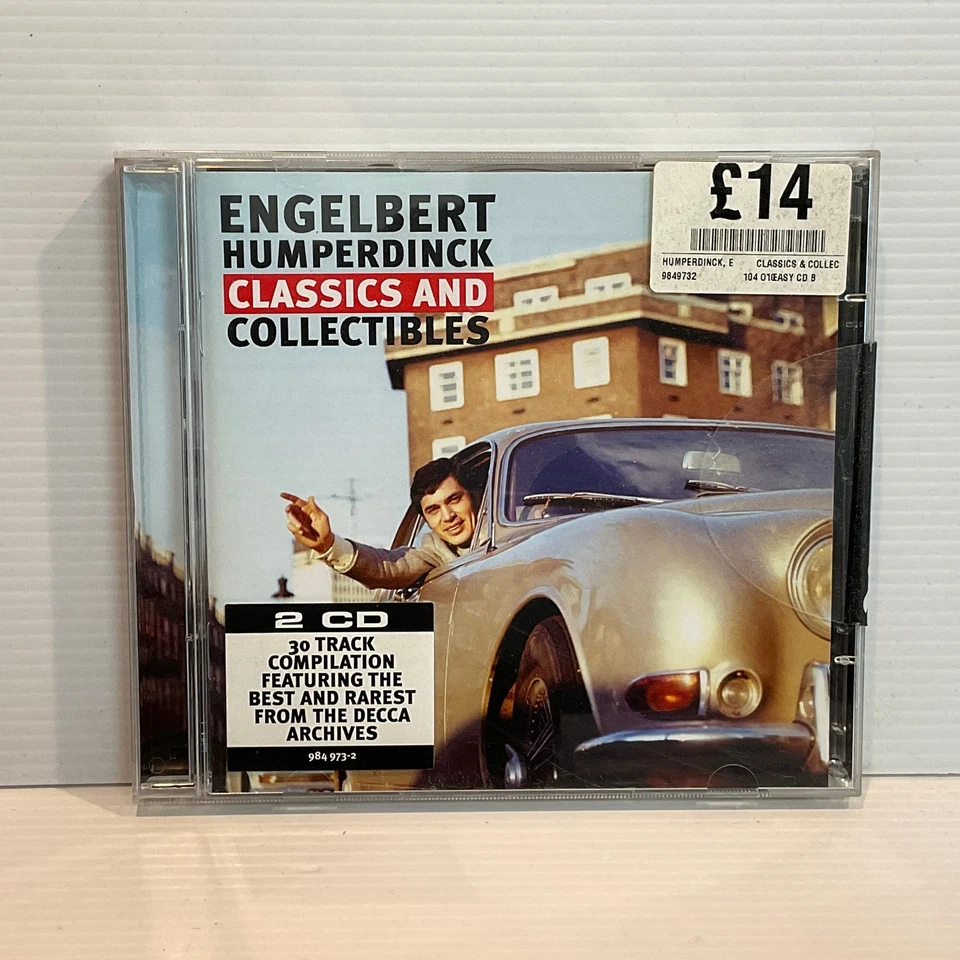 ENGELBERT
HUMPERDINCK
CLASSICS AND
COLLECTIBLES
£14
HUMPERDINCK, E CLASSICS & COLLEC
9849732 104 010EASY CD 8
2 CD
30 TRACK
COMPILATION
FEATURING THE
BEST AND RAREST
FROM THE DECCA
ARCHIVES
984 973-2